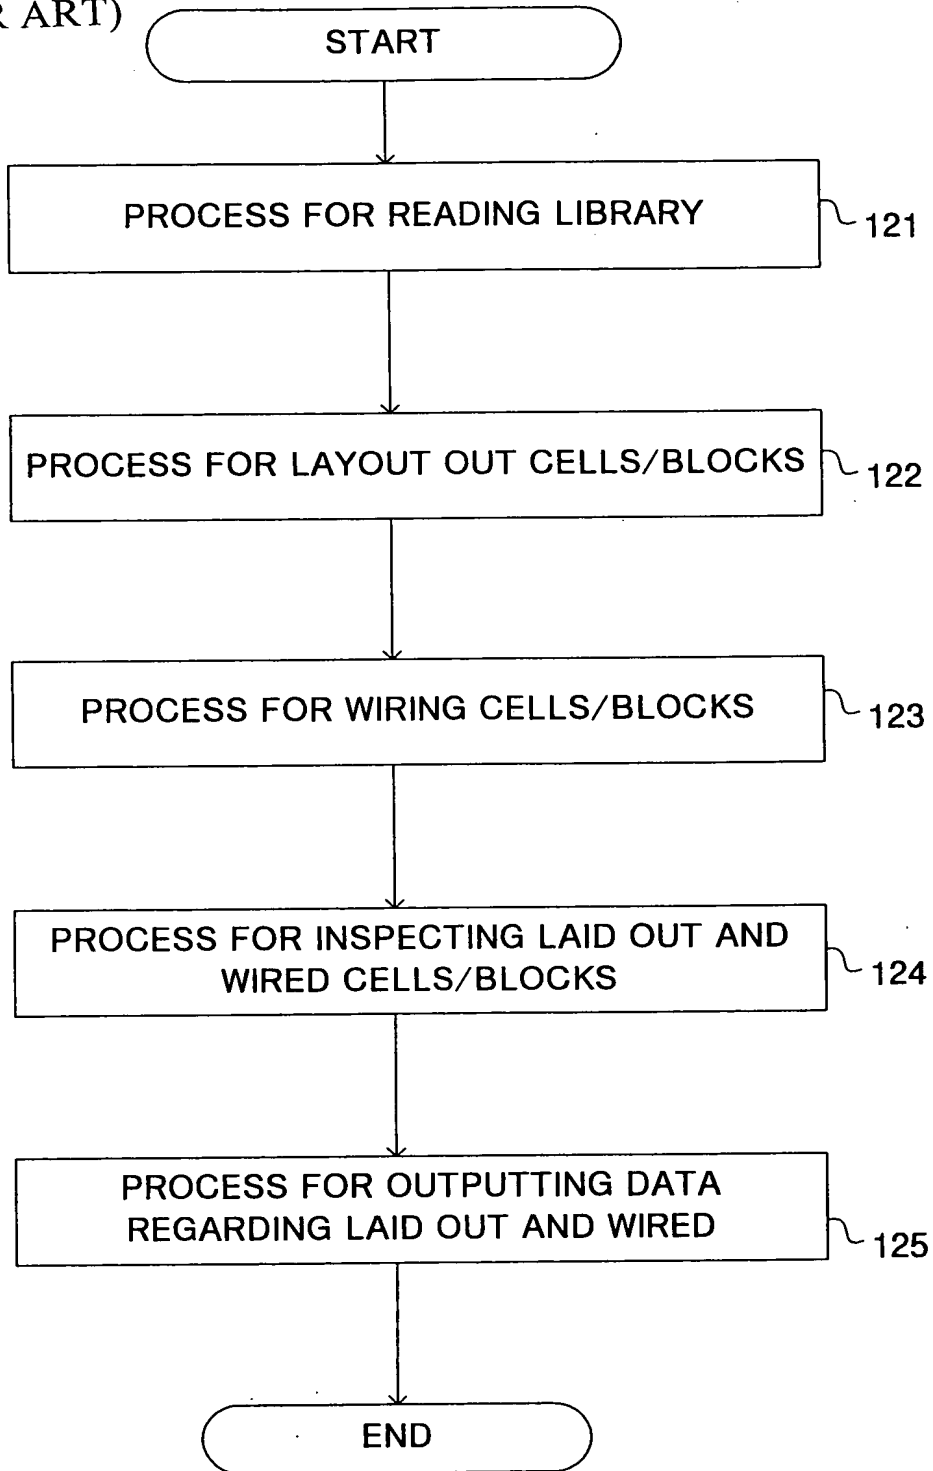 ART)
START
PROCESS FOR READING LIBRARY
121
PROCESS FOR LAYOUT OUT CELLS/BLOCKS
122
PROCESS FOR WIRING CELLS/BLOCKS
123
PROCESS FOR INSPECTING LAID OUT AND
WIRED CELLS/BLOCKS
124
PROCESS FOR OUTPUTTING DATA
REGARDING LAID OUT AND WIRED
125
END